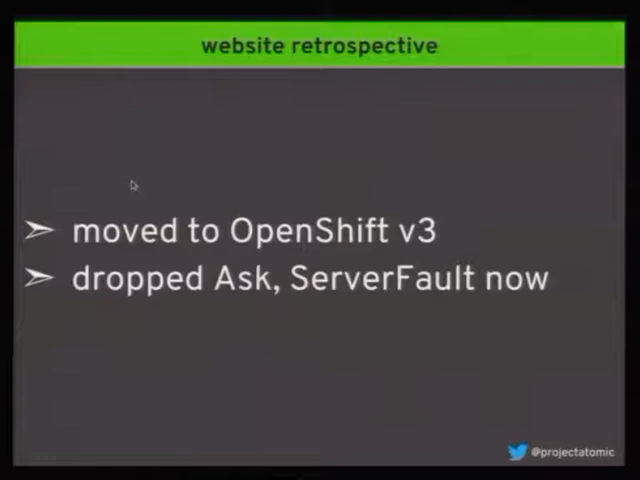 website retrospective
➢ moved to OpenShift v3
➢ dropped Ask, ServerFault now
@projectatomic